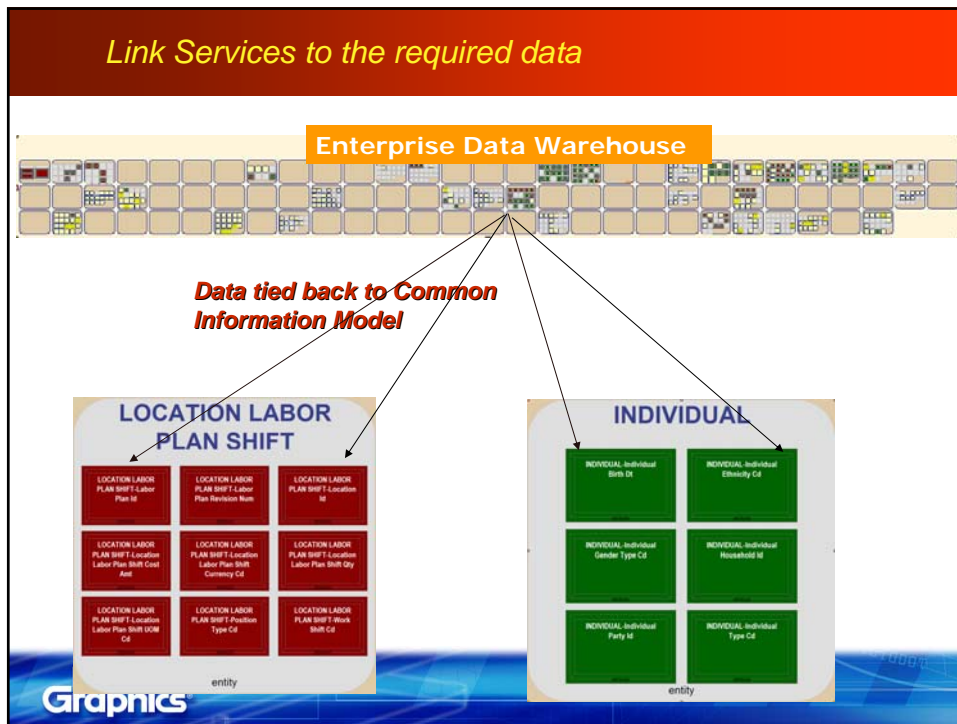 Link Services to the required data
Enterprise Data Warehouse
Data tied back to Common
Information Model
LOCATION LABOR
PLAN SHIFT
LOCATION LABOR
PLAN SHIFT-Labor
Plan Id
LOCATION LABOR
PLAN SHIFT-Labor
Plan Revision Num
LOCATION LABOR
PLAN SHIFT-Location
Id
LOCATION LABOR
PLAN SHIFT-Location
Labor Plan Shift Cost
Amt
LOCATION LABOR
PLAN SHIFT-Location
Labor Plan Shift
Currency Cd
LOCATION LABOR
PLAN SHIFT-Location
Labor Plan Shift Qty
LOCATION LABOR
PLAN SHIFT-Location
Labor Plan Shift UOM
Cd
LOCATION LABOR
PLAN SHIFT-Position
Type Cd
LOCATION LABOR
PLAN SHIFT-Work
Shift Cd
entity
INDIVIDUAL
INDIVIDUAL-Individual
Birth Dt
INDIVIDUAL-Individual
Ethnicity Cd
INDIVIDUAL-Individual
Gender Type Cd
INDIVIDUAL-Individual
Household Id
INDIVIDUAL-Individual
Party Id
INDIVIDUAL-Individual
Type Cd
entity
Graphics